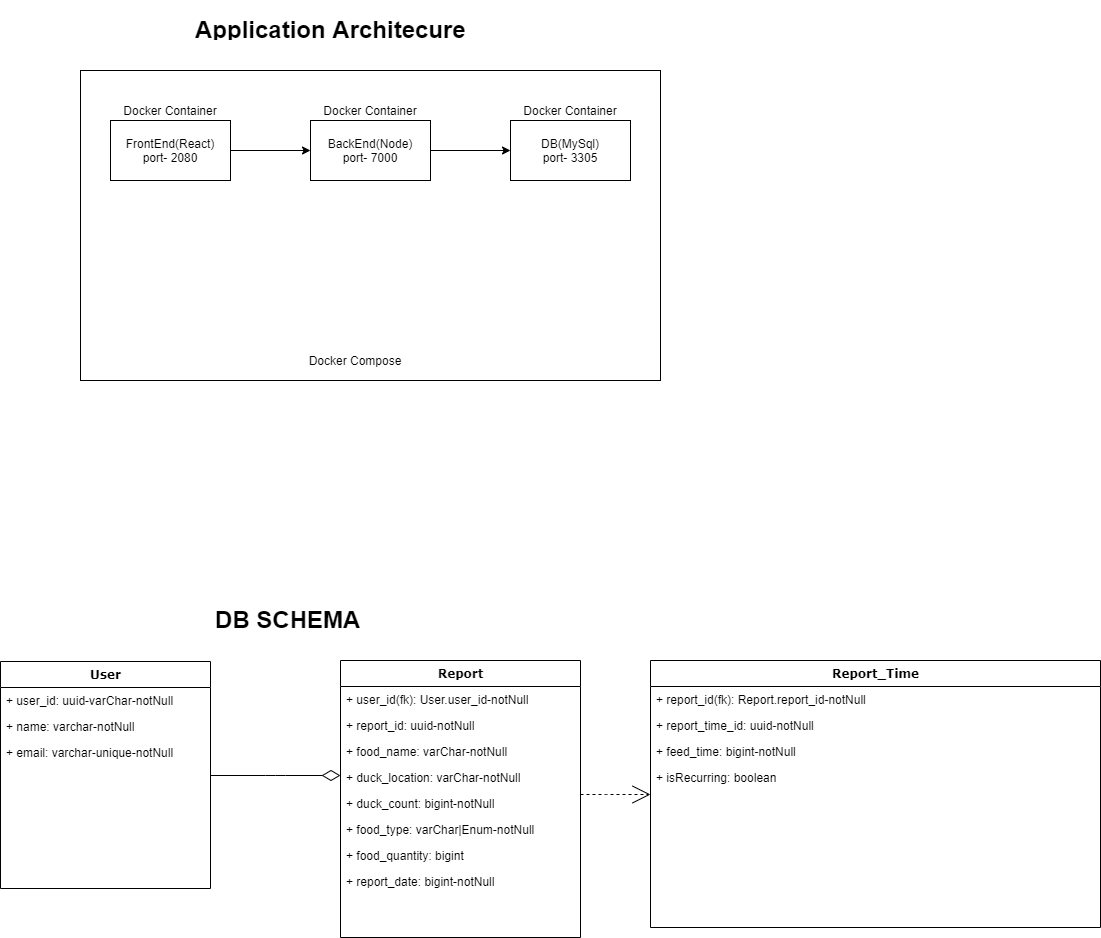 Application Architecure
Docker Container
Docker Container
Docker Container
FrontEnd(React)
port- 2080
BackEnd(Node)
port- 7000
DB(MySql)
port- 3305
Docker Compose
DB SCHEMA
User
+ user_id: uuid-varChar-notNull
+ name: varchar-notNull
+ email: varchar-unique-notNull
Report
+ user_id(fk): User.user_id-notNull
+ report_id: uuid-notNull
+ food_name: varChar-notNull
+ duck_location: varChar-notNull
+ duck_count: bigint-notNull
+ food_type: varChar|Enum-notNull
+ food_quantity: bigint
+ report_date: bigint-notNull
Report_Time
+ report_id(fk): Report.report_id-notNull
+ report_time_id: uuid-notNull
+ feed_time: bigint-notNull
+ isRecurring: boolean